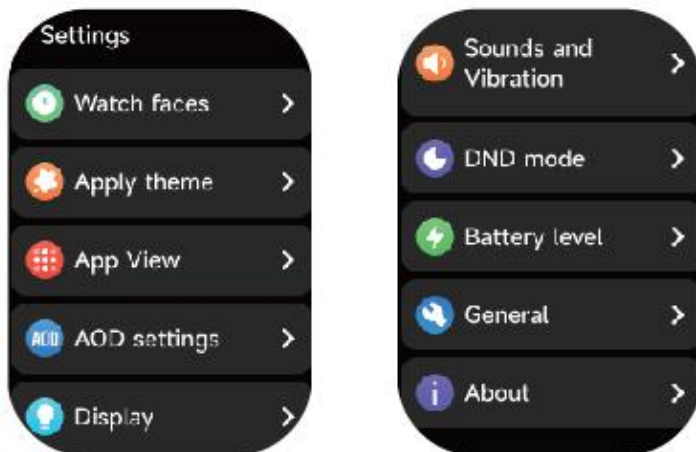 Settings
Watch faces
Apply theme
App View
AOD
AOD settings
Display
Sounds and
Vibration
DND mode
Battery level
General
About